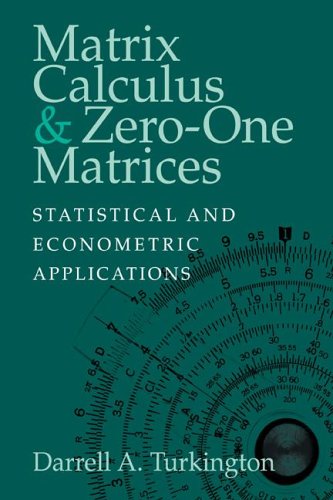 Matrix
Calculus
& Zero-One
Matrices
STATISTICAL AND
ECONOMETRIC
APPLICATIONS
Darrell A. Turkington